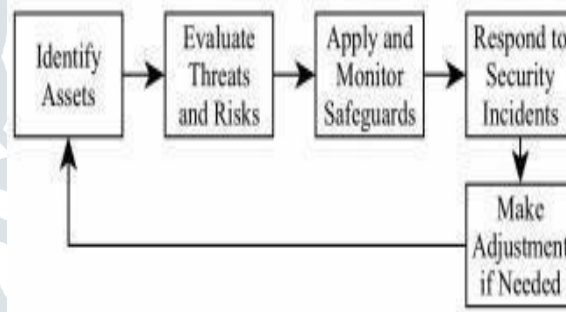 Identify
Assets
Evaluate
Threats
and Risks
Apply and
Monitor
Safeguards
Respond to
Security
Incidents
Make
Adjustment
if Needed